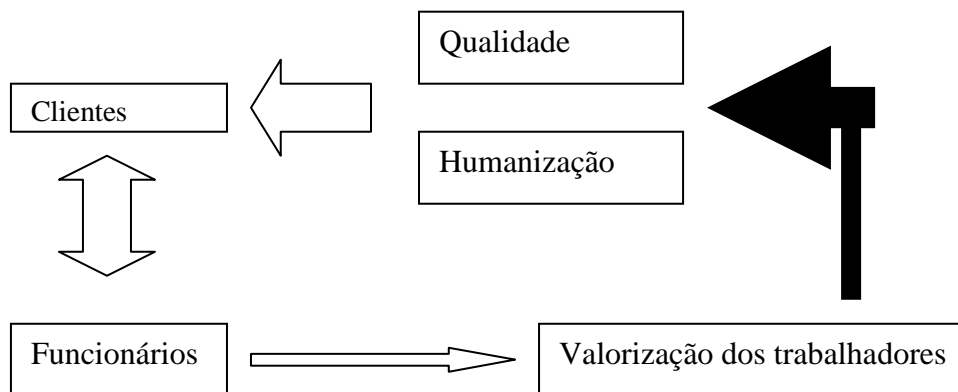 Qualidade
Clientes
Humanização
Funcionários
Valorização dos trabalhadores